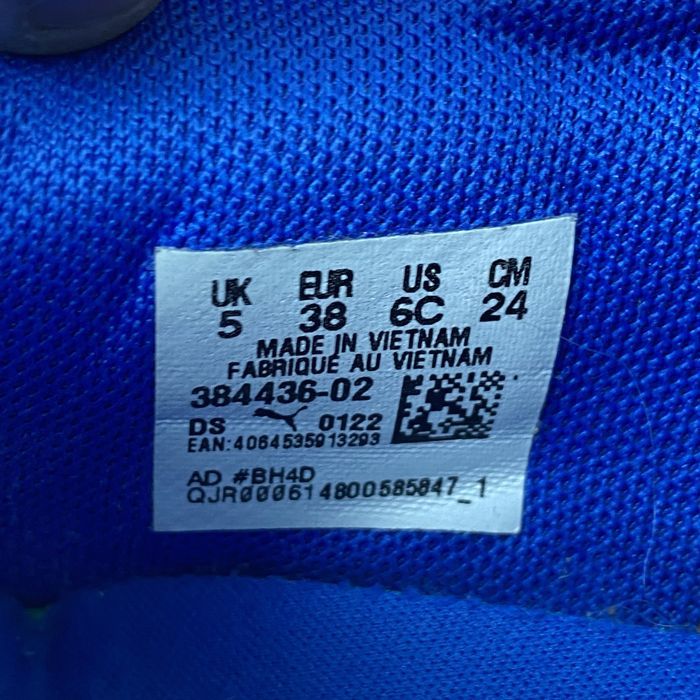 UK EUR US CM
5 38 6C 24
MADE IN VIETNAM
FABRIQUE AU VIETNAM
384436-02
DS 0122
EAN:4064535913293
AD #BH4D
QJR000614800585847_1